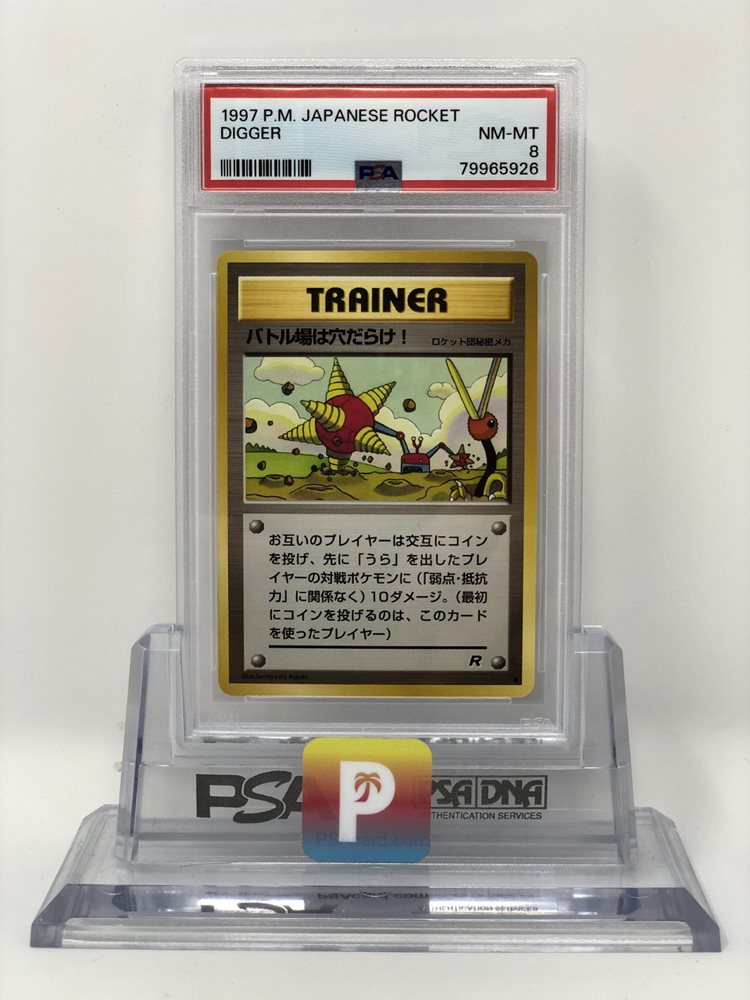 1997 P.M. JAPANESE ROCKET
DIGGER NM-MT
8
PSA 79965926
TRAINER
バトル場は穴だらけ！ ロケット団秘密メカ
お互いのプレイヤーは交互にコイン
を投げ、先に「うら」を出したプレ
イヤーの対戦ポケモンに（「弱点・抵抗
力」に関係なく）10ダメージ。（最初
にコインを投げるのは、このカード
を使ったプレイヤー）
R
Illus. Sumiyoshi Kizuki
PSA
P
PSA DNA
THENTICATION SERVICES